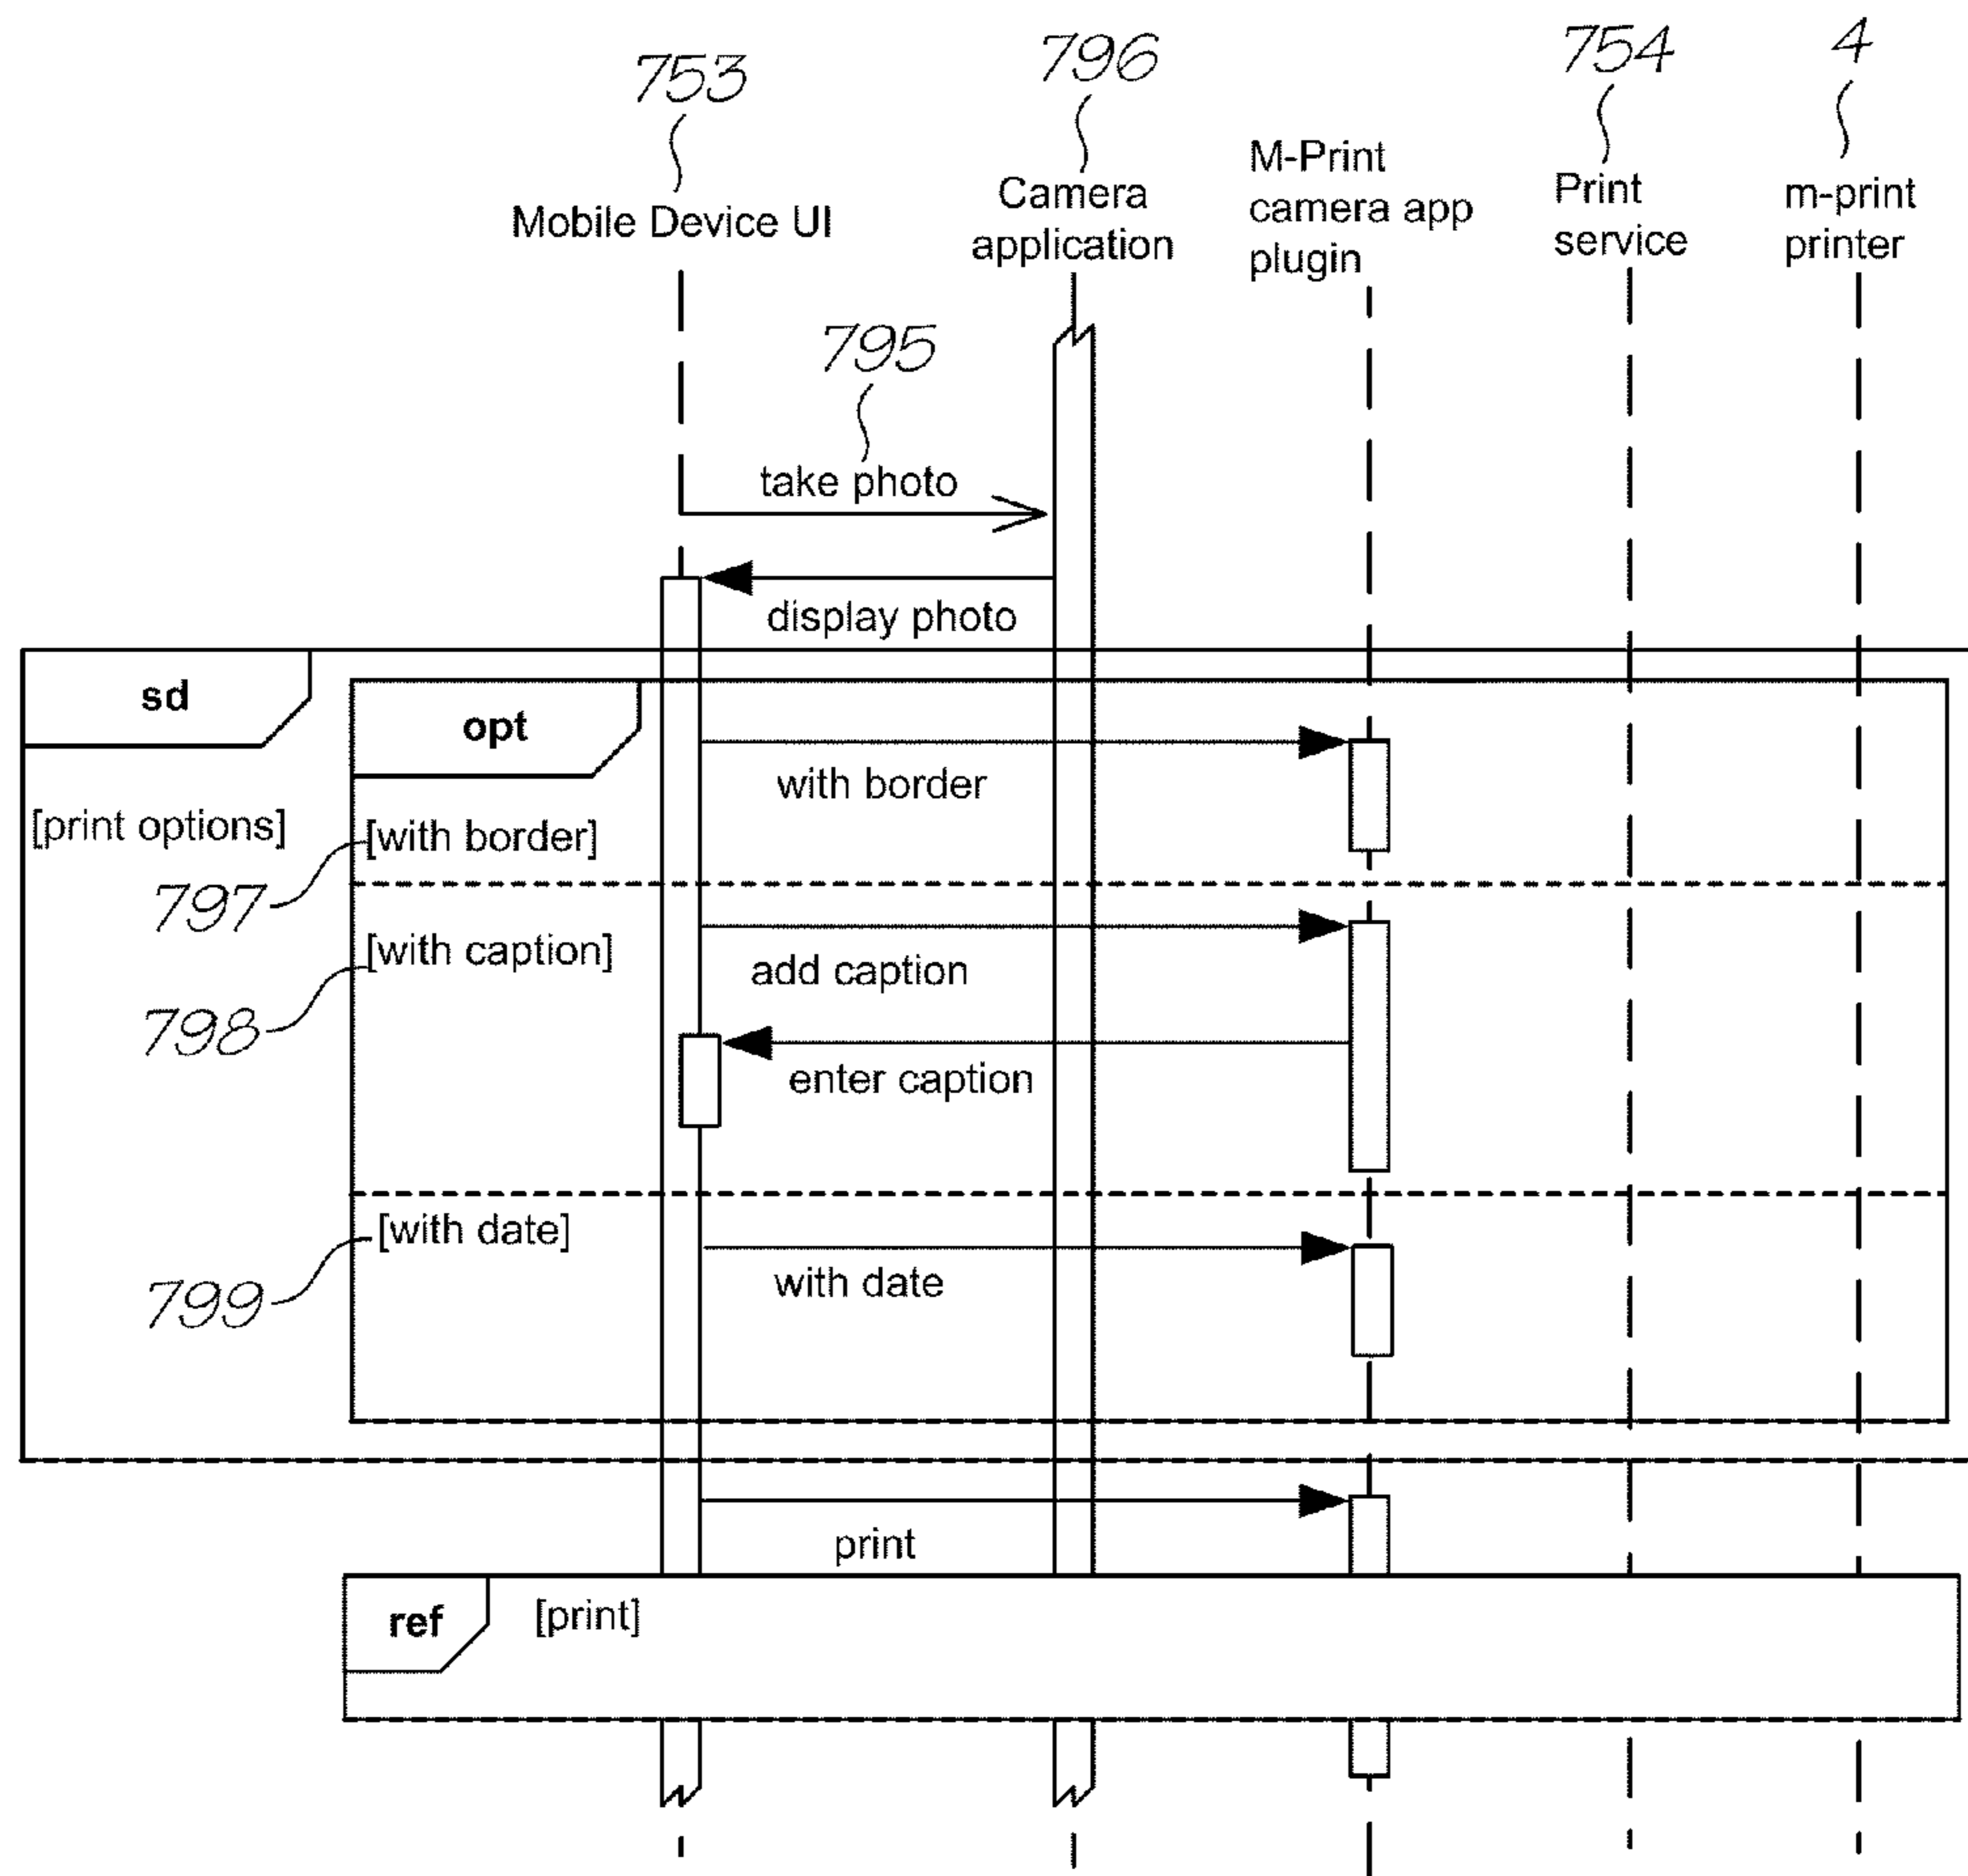 753
796
754
4
Mobile Device UI
Camera
application
M-Print
camera app
plugin
Print
service
m-print
printer
795
take photo
display photo
sd
opt
with border
[print options]
[with border]
797
[with caption]
add caption
798
enter caption
[with date]
with date
799
print
ref
[print]